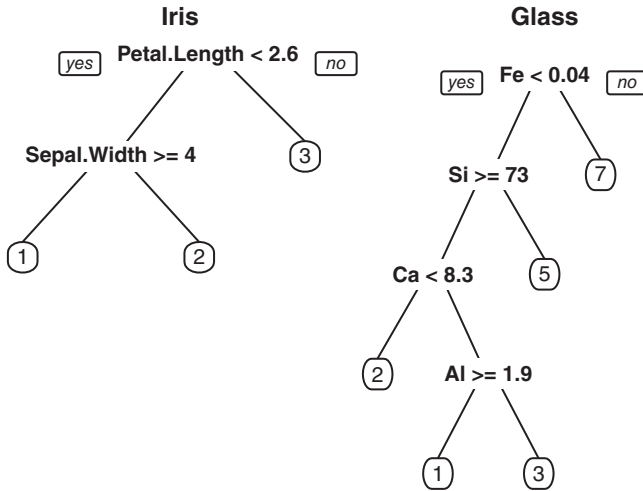 Iris
yes
Petal.Length < 2.6
no
Sepal.Width >= 4
3
1
2
Glass
yes
Fe < 0.04
no
Si >= 73
7
Ca < 8.3
5
2
Al >= 1.9
1
3